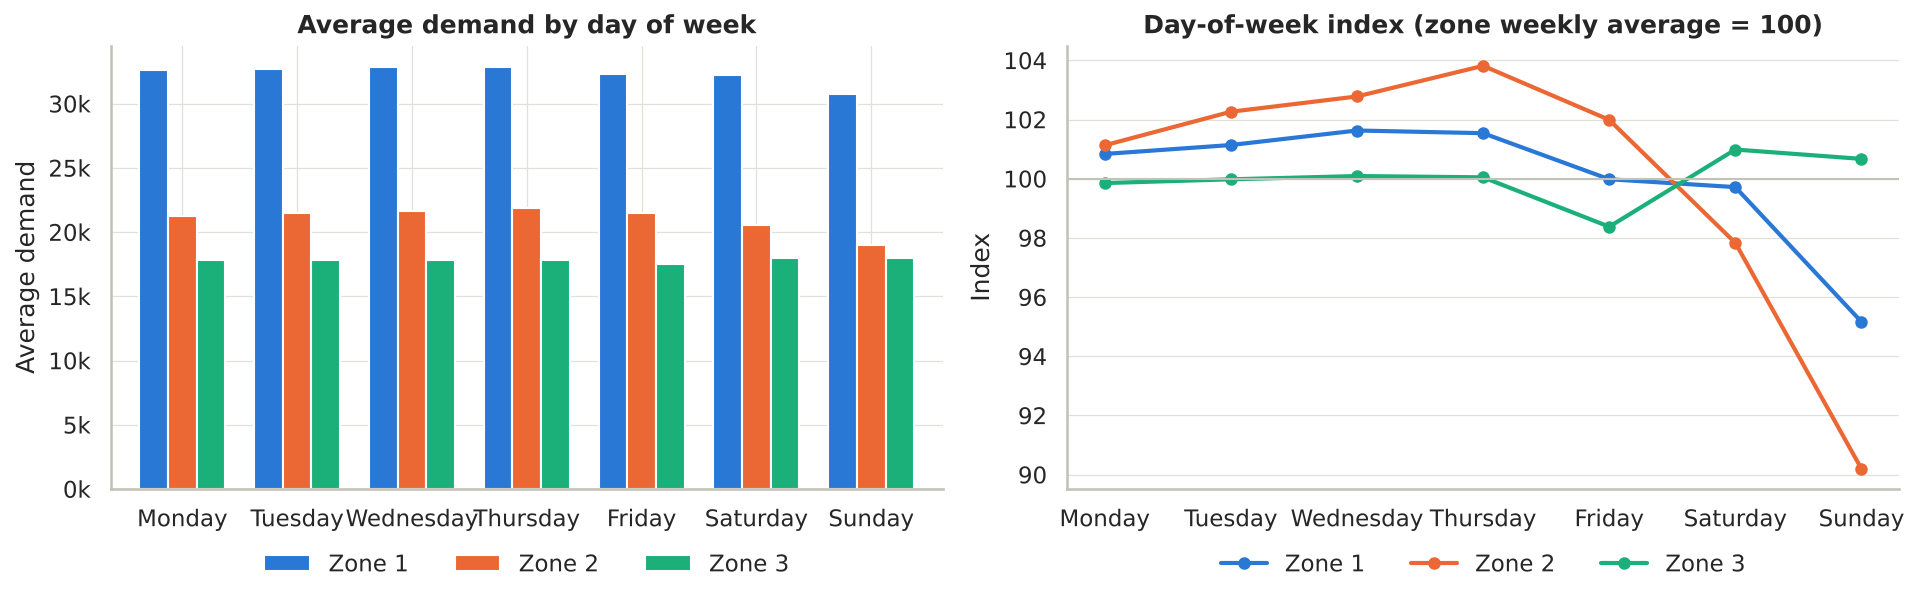 Average demand by day of week
Average demand
30k
25k
20k
15k
10k
5k
0k
Monday Tuesday Wednesday Thursday Friday Saturday Sunday
Zone 1 Zone 2 Zone 3
Day-of-week index (zone weekly average = 100)
Index
104
102
100
98
96
94
92
90
Monday Tuesday Wednesday Thursday Friday Saturday Sunday
Zone 1 Zone 2 Zone 3